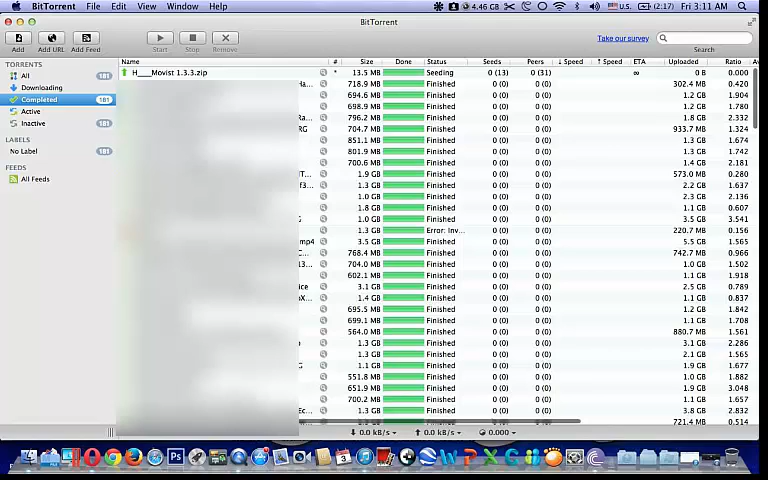 BitTorrent File Edit View Window Help 4.46 GB U.S. (2:17) Fri 3:11 AM
BitTorrent
Add Add URL Add Feed Start Stop Remove Take our survey Search
TORRENTS
All 181
Downloading
Completed 181
Active
Inactive 181
LABELS
No Label 181
FEEDS
All Feeds
Name # Size Done Status Seeds Peers ↓ Speed ↑ Speed ETA Uploaded Ratio
H___Movist 1.3.3.zip * 13.5 MB Seeding 0 (13) 0 (31) ∞ 0 B 0.000
718.9 MB Finished 0 (0) 0 (0) 302.4 MB 0.420
694.6 MB Finished 0 (0) 0 (0) 1.2 GB 1.904
698.9 MB Finished 0 (0) 0 (0) 1.2 GB 1.780
796.2 MB Finished 0 (0) 0 (0) 1.8 GB 2.332
RG 704.7 MB Finished 0 (0) 0 (0) 933.7 MB 1.324
851.1 MB Finished 0 (0) 0 (0) 1.3 GB 1.674
801.9 MB Finished 0 (0) 0 (0) 1.3 GB 1.742
700.6 MB Finished 0 (0) 0 (0) 1.4 GB 2.181
1.9 GB Finished 0 (0) 0 (0) 573.0 MB 0.280
1.3 GB Finished 0 (0) 0 (0) 2.2 GB 1.637
1.0 GB Finished 0 (0) 0 (0) 2.3 GB 2.136
1.8 GB Finished 0 (0) 0 (0) 1.1 GB 0.607
1.0 GB Finished 0 (0) 0 (0) 3.5 GB 3.541
1.3 GB Error: Inv... 0 (0) 0 (0) 220.7 MB 0.156
mp4 3.5 GB Finished 0 (0) 0 (0) 5.5 GB 1.565
768.4 MB Finished 0 (0) 0 (0) 742.7 MB 0.966
704.0 MB Finished 0 (0) 0 (0) 1.0 GB 1.502
602.1 MB Finished 0 (0) 0 (0) 1.1 GB 1.918
ice 3.1 GB Finished 0 (0) 0 (0) 2.5 GB 0.789
1.4 GB Finished 0 (0) 0 (0) 1.1 GB 0.837
695.5 MB Finished 0 (0) 0 (0) 1.2 GB 1.842
699.1 MB Finished 0 (0) 0 (0) 1.1 GB 1.708
564.0 MB Finished 0 (0) 0 (0) 880.7 MB 1.561
1.3 GB Finished 0 (0) 0 (0) 3.1 GB 2.286
1.3 GB Finished 0 (0) 0 (0) 2.1 GB 1.565
1.1 GB Finished 0 (0) 0 (0) 1.9 GB 1.677
551.8 MB Finished 0 (0) 0 (0) 1.0 GB 1.882
651.9 MB Finished 0 (0) 0 (0) 1.9 GB 3.048
700.2 MB Finished 0 (0) 0 (0) 1.1 GB 1.657
1.3 GB Finished 0 (0) 0 (0) 3.8 GB 2.832
1.3 GB Finished 0 (0) 0 (0) 721.4 MB 0.514
↓ 0.0 kB/s ↑ 0.0 kB/s 0.000